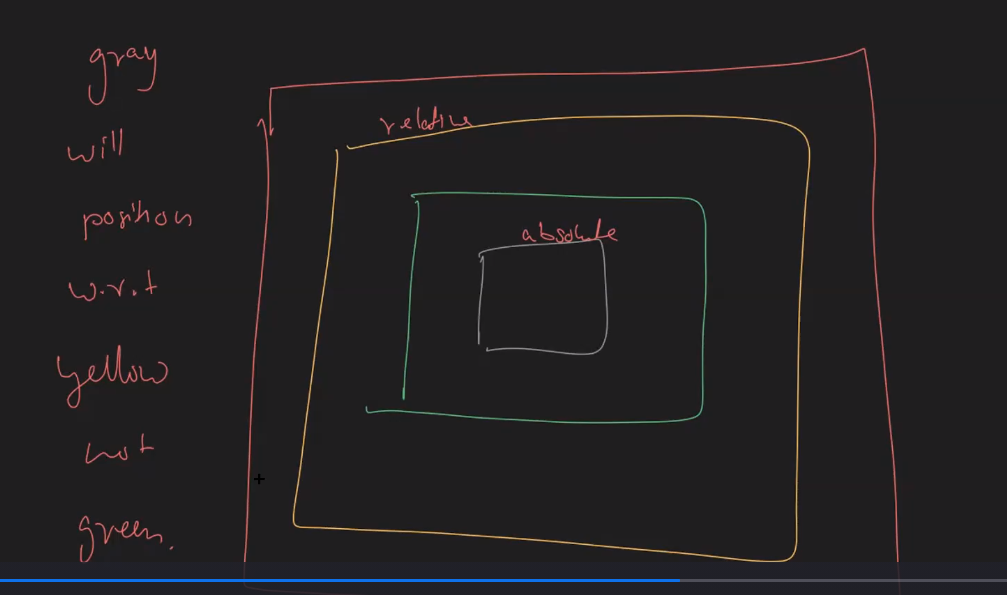 gray
will
position
w.r.t
yellow
not
green.
relative
absolute